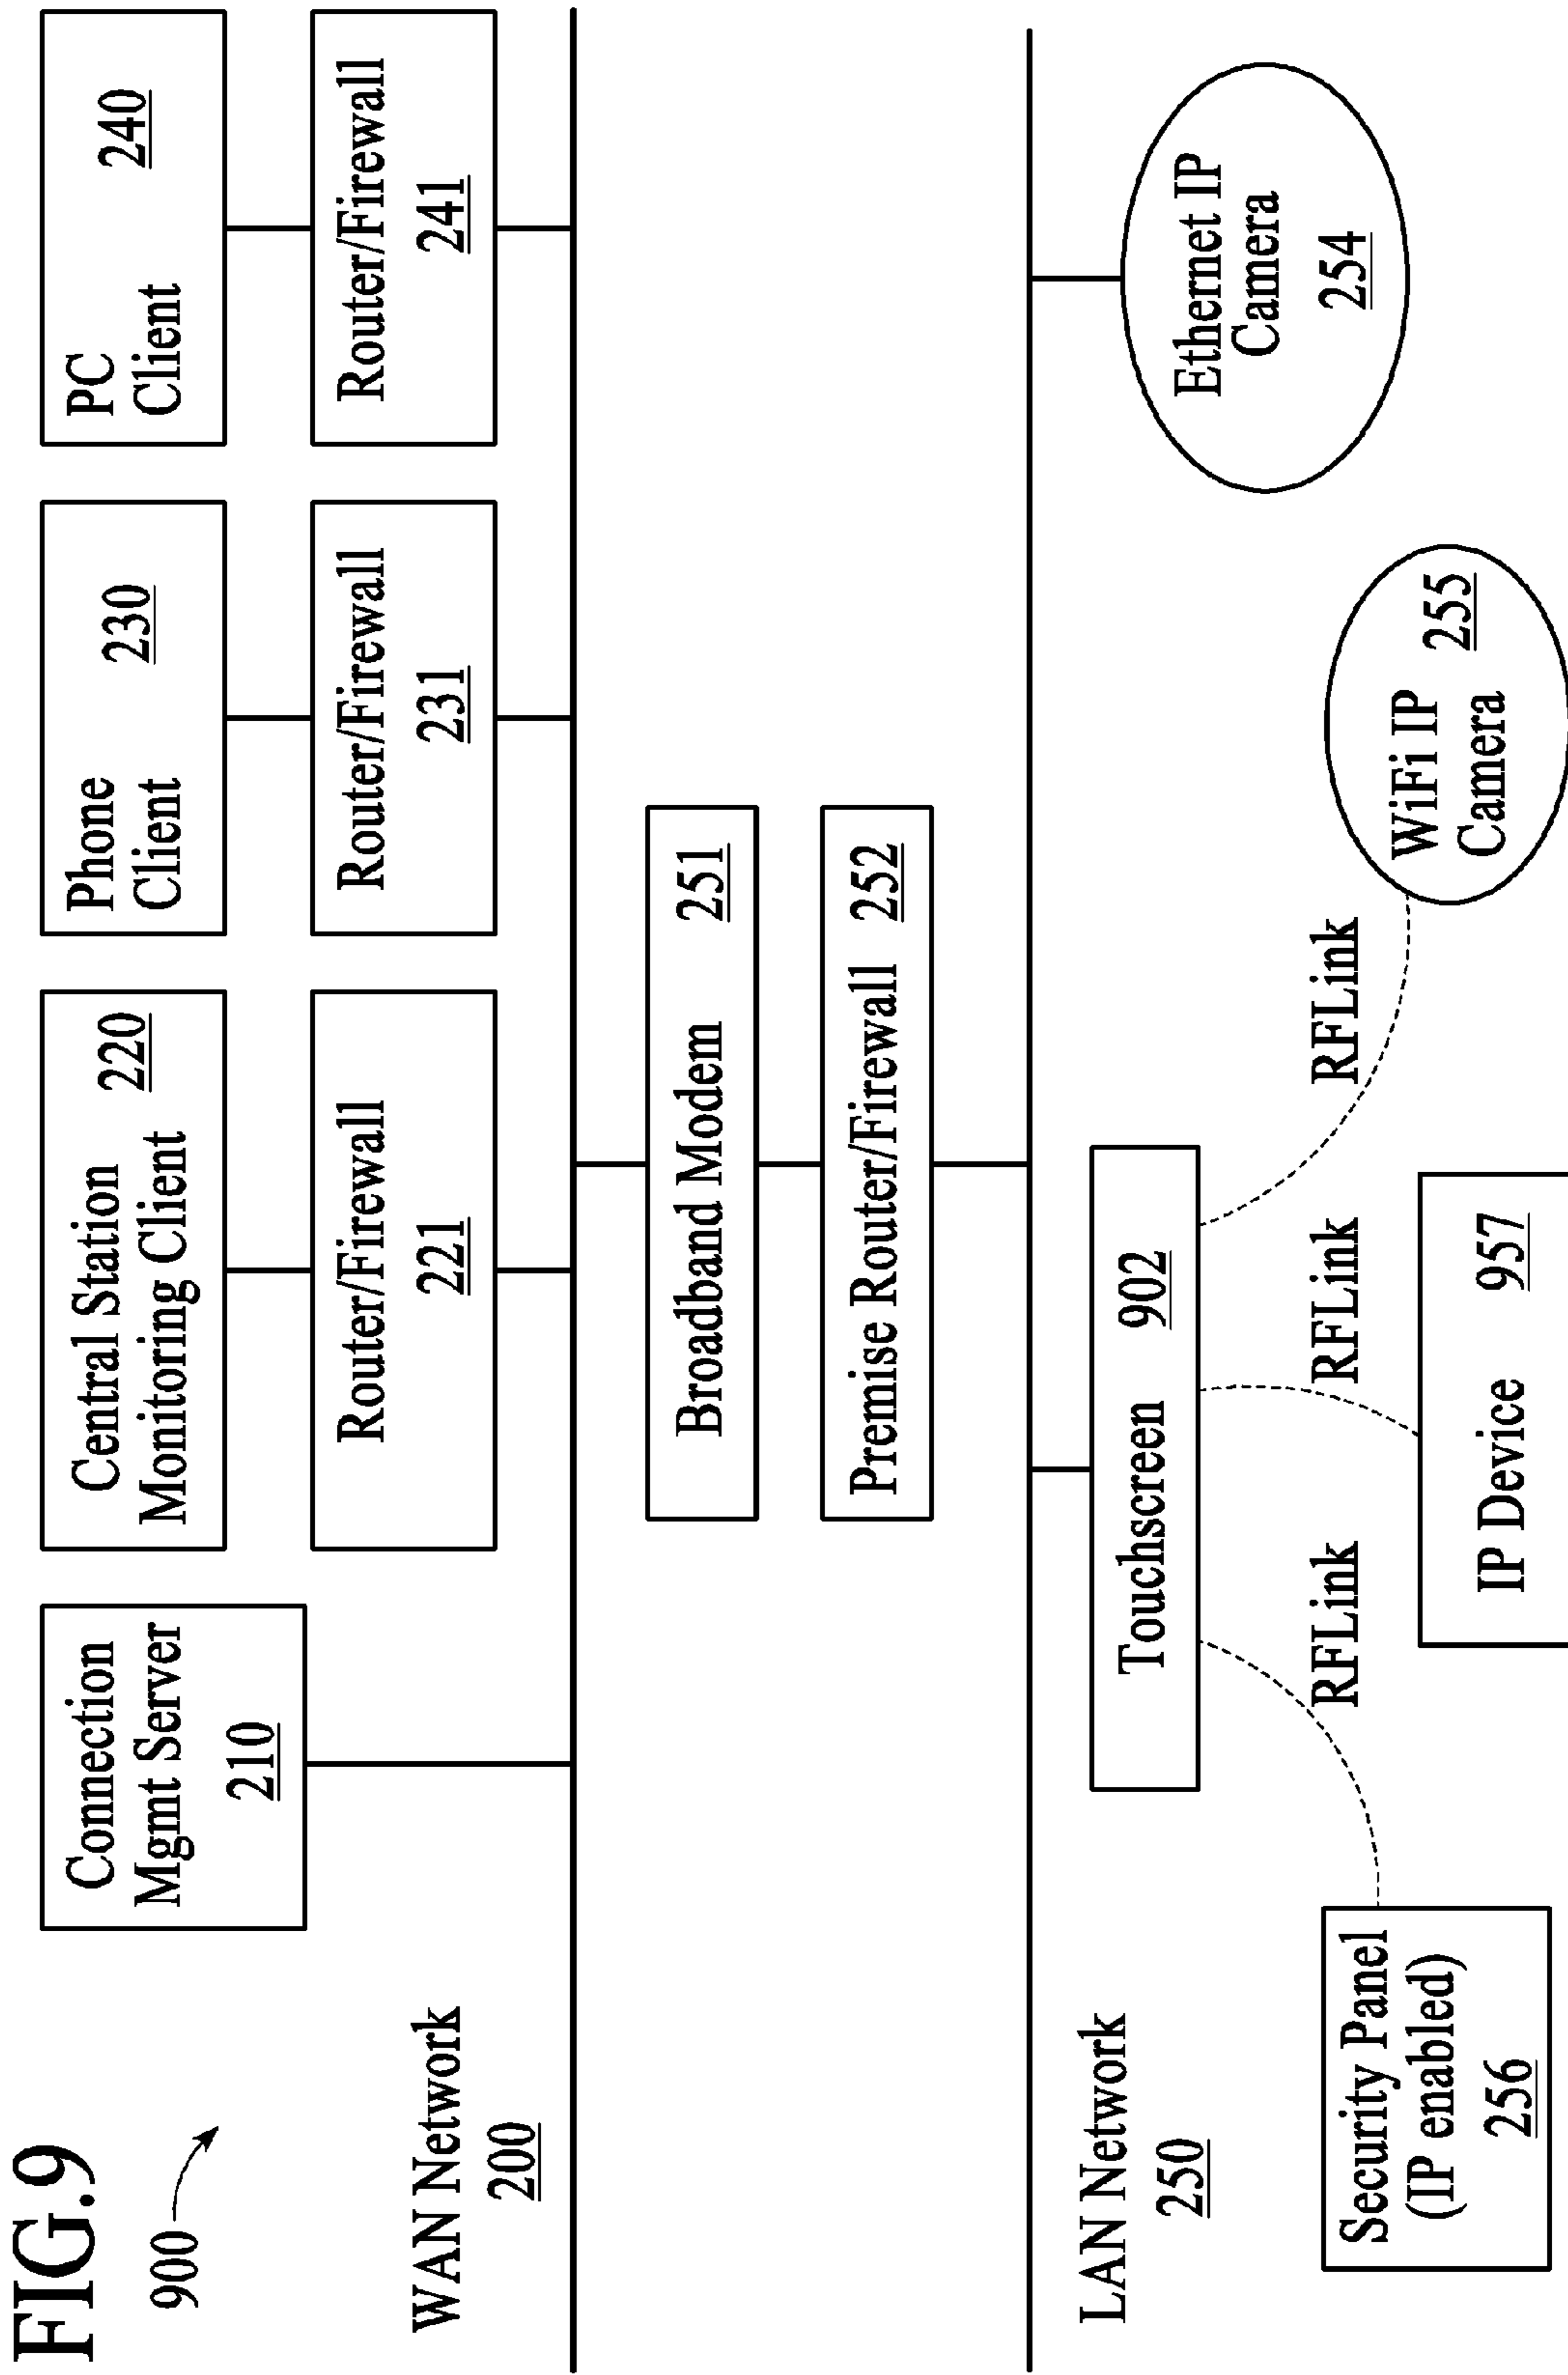 FIG.9
900
Connection
Mgmt Server
210
Central Station
Monitoring Client
220
Phone
Client
230
PC
Client
240
Router/Firewall
221
Router/Firewall
231
Router/Firewall
241
WAN Network
200
Broadband Modem 251
Premise Router/Firewall 252
LAN Network
250
Touchscreen 902
RFLink
RFLink
RFLink
Security Panel
(IP enabled)
256
IP Device 957
WiFi IP
Camera
255
Ethernet IP
Camera
254